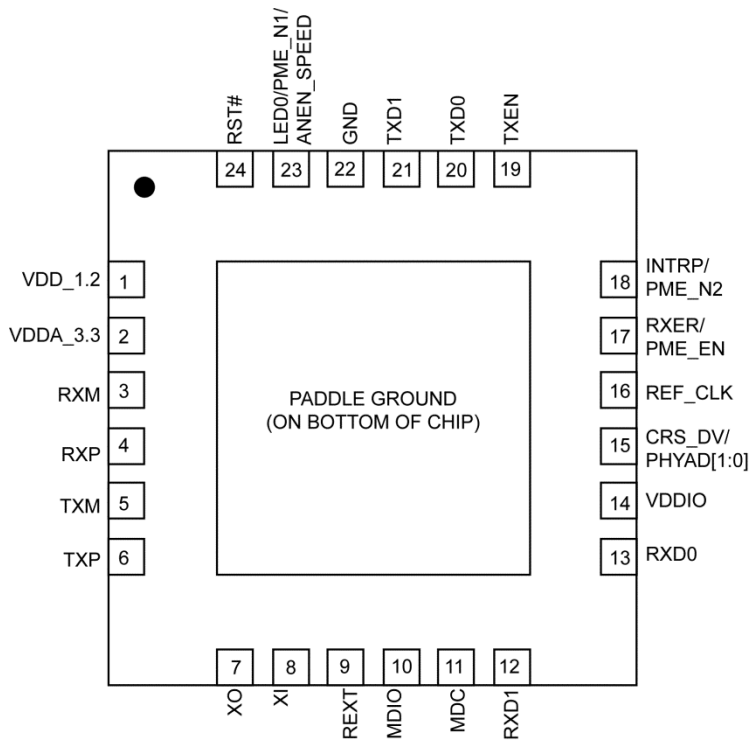 RST#
LED0/PME_N1/
ANEN_SPEED
GND
TXD1
TXD0
TXEN
24
23
22
21
20
19
VDD_1.2
1
VDDA_3.3
2
RXM
3
RXP
4
TXM
5
TXP
6
PADDLE GROUND
(ON BOTTOM OF CHIP)
18
INTRP/
PME_N2
17
RXER/
PME_EN
16
REF_CLK
15
CRS_DV/
PHYAD[1:0]
14
VDDIO
13
RXD0
7
8
9
10
11
12
XO
XI
REXT
MDIO
MDC
RXD1